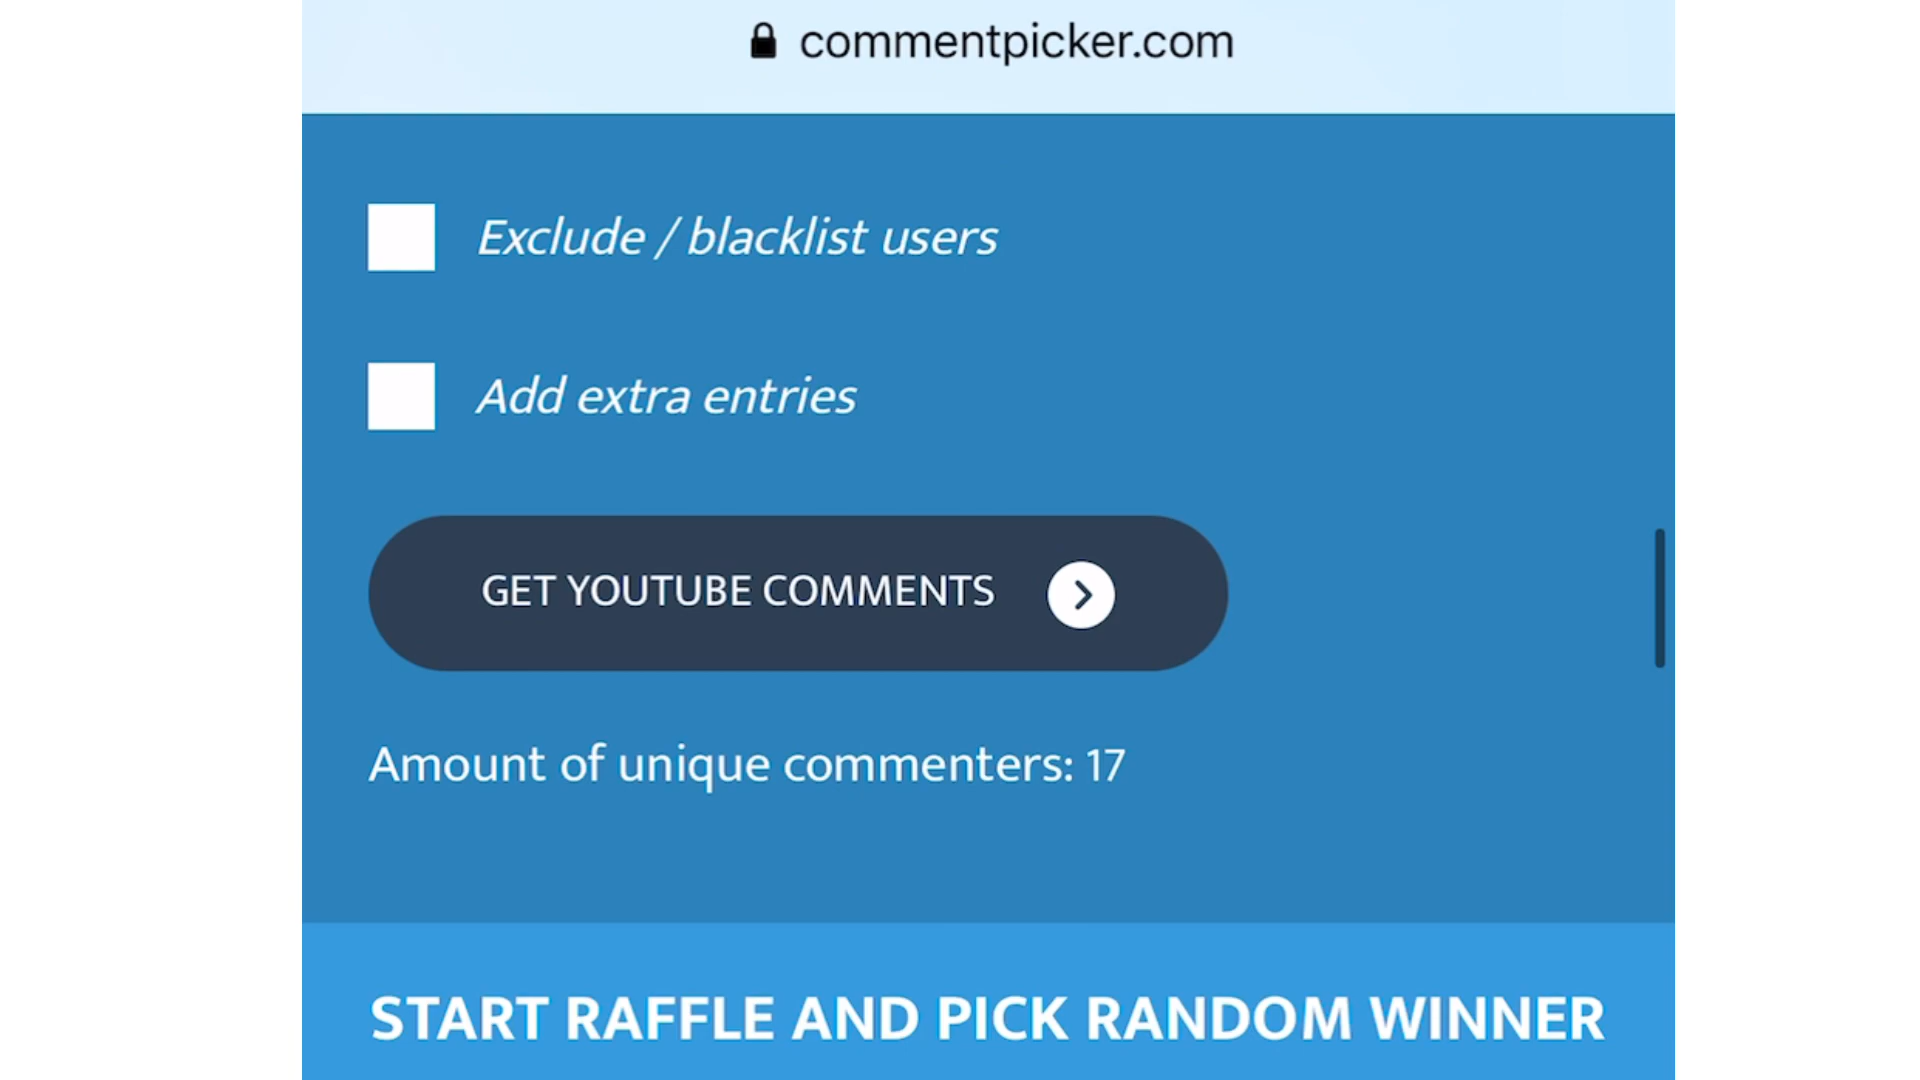 commentpicker.com
Exclude / blacklist users
Add extra entries
GET YOUTUBE COMMENTS
Amount of unique commenters: 17
START RAFFLE AND PICK RANDOM WINNER